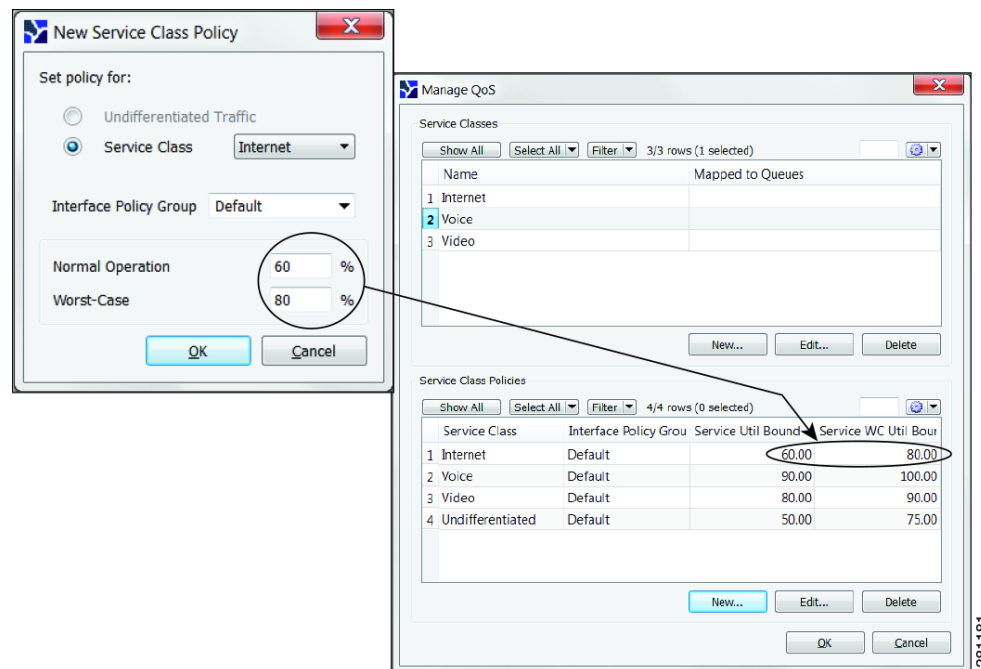 New Service Class Policy
Set policy for:
Undifferentiated Traffic
Service Class Internet
Interface Policy Group Default
Normal Operation 60 %
Worst-Case 80 %
OK Cancel
Manage QoS
Service Classes
Show All Select All Filter 3/3 rows (1 selected)
Name Mapped to Queues
1 Internet
2 Voice
3 Video
New... Edit... Delete
Service Class Policies
Show All Select All Filter 4/4 rows (0 selected)
Service Class Interface Policy Grou Service Util Bound Service WC Util Bour
1 Internet Default 60.00 80.00
2 Voice Default 90.00 100.00
3 Video Default 80.00 90.00
4 Undifferentiated Default 50.00 75.00
New... Edit... Delete
OK Cancel